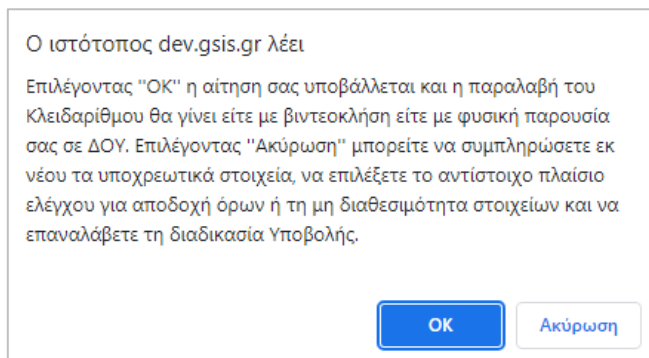 Ο ιστότοπος dev.gsis.gr λέει
Επιλέγοντας "ΟΚ" η αίτηση σας υποβάλλεται και η παραλαβή του
Κλειδαρίθμου θα γίνει είτε με βιντεοκλήση είτε με φυσική παρουσία
σας σε ΔΟΥ. Επιλέγοντας "Ακύρωση" μπορείτε να συμπληρώσετε εκ
νέου τα υποχρεωτικά στοιχεία, να επιλέξετε το αντίστοιχο πλαίσιο
ελέγχου για αποδοχή όρων ή τη μη διαθεσιμότητα στοιχείων και να
επαναλάβετε τη διαδικασία Υποβολής.
ΟΚ Ακύρωση